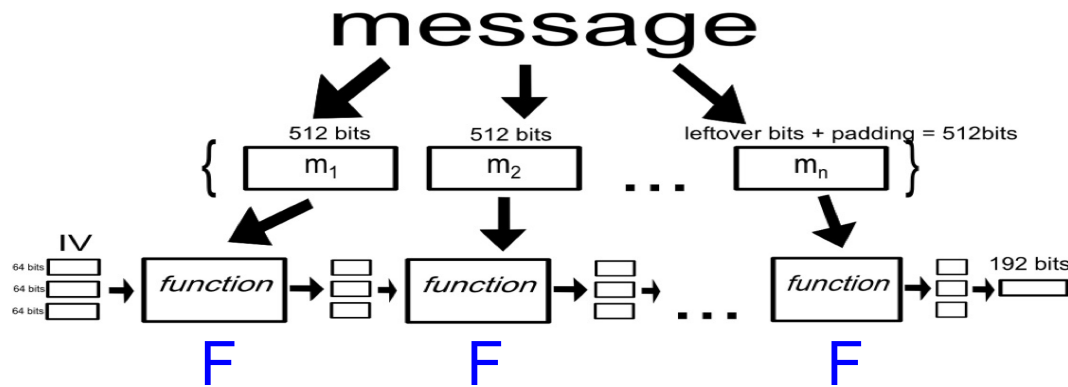 message
512 bits 512 bits leftover bits + padding = 512bits
{ m₁ m₂ ... mₙ }
IV
64 bits
64 bits
64 bits
function function ... function
192 bits
F F F